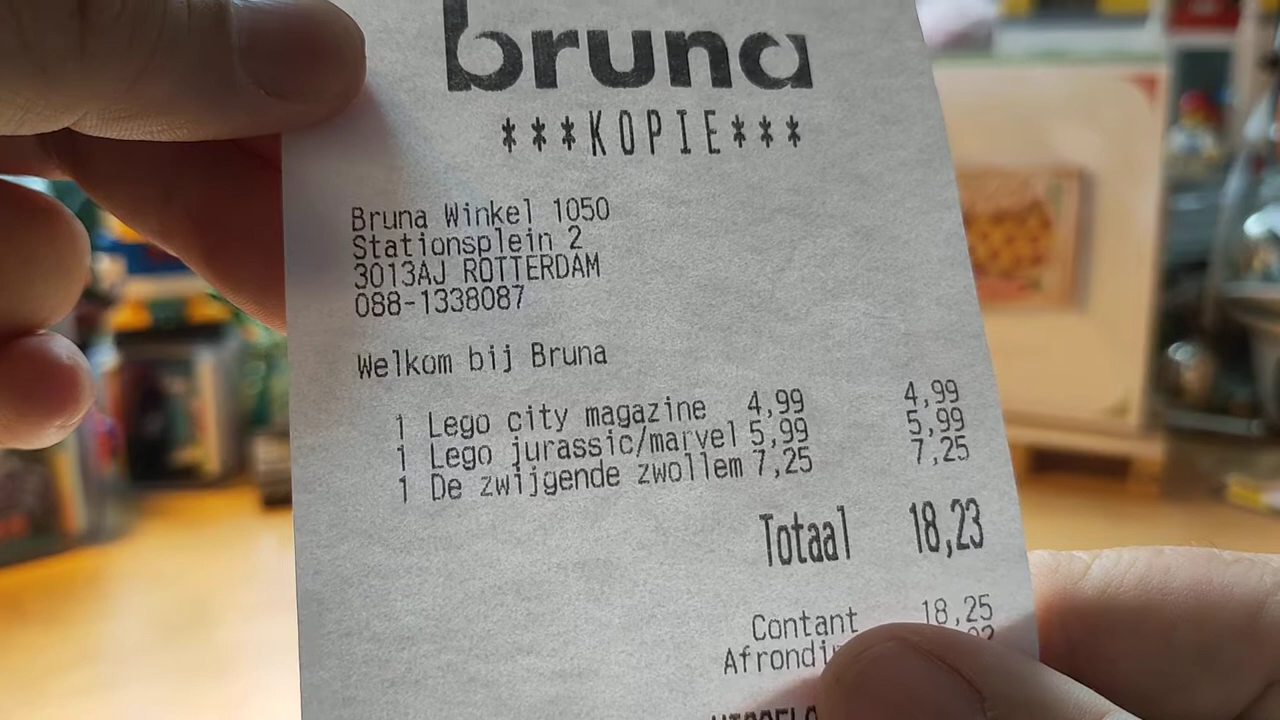 bruna
***KOPIE***
Bruna Winkel 1050
Stationsplein 2
3013AJ ROTTERDAM
088-1338087
Welkom bij Bruna
1 Lego city magazine 4,99 4,99
1 Lego jurassic/marvel 5,99 5,99
1 De zwijgende zwollem 7,25 7,25
Totaal 18,23
Contant 18,25